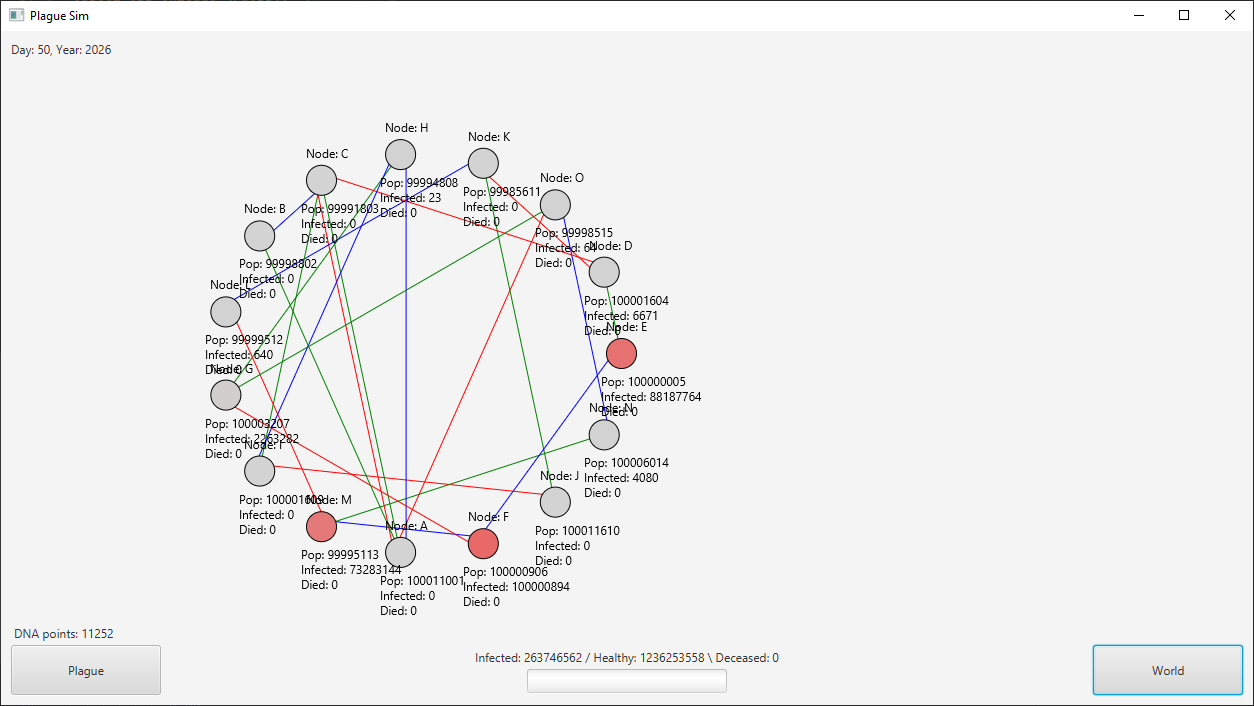 Plague Sim
Day: 50, Year: 2026
Node: H
Pop: 99994808
Infected: 23
Died: 0
Node: K
Pop: 99985611
Infected: 0
Died: 0
Node: C
Pop: 99991803
Infected: 0
Died: 0
Node: O
Pop: 99998515
Infected: 64
Died: 0
Node: B
Pop: 99998802
Infected: 0
Died: 0
Node: D
Pop: 100001604
Infected: 6671
Died: 0
Node: L
Pop: 99999512
Infected: 640
Died: 0
Node: E
Pop: 100000005
Infected: 88187764
Died: 0
Node: G
Pop: 100003207
Infected: 2263282
Died: 0
Node: N
Pop: 100006014
Infected: 4080
Died: 0
Node: I
Pop: 100001609
Infected: 0
Died: 0
Node: J
Pop: 100011610
Infected: 0
Died: 0
Node: M
Pop: 99995113
Infected: 73283144
Died: 0
Node: A
Pop: 100011001
Infected: 0
Died: 0
Node: F
Pop: 100000906
Infected: 100000894
Died: 0
DNA points: 11252
Plague
Infected: 263746562 / Healthy: 1236253558 \ Deceased: 0
World